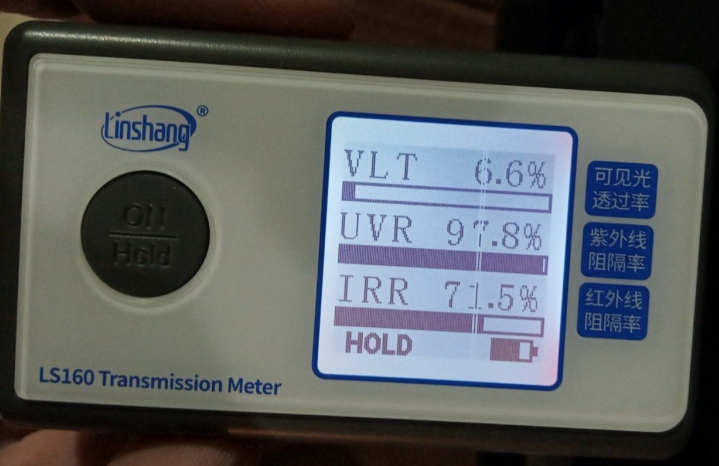 Linshang®
ON
Hold
VLT 6.6%
可见光
透过率
UVR 97.8%
紫外线
阻隔率
IRR 71.5%
红外线
阻隔率
HOLD
LS160 Transmission Meter